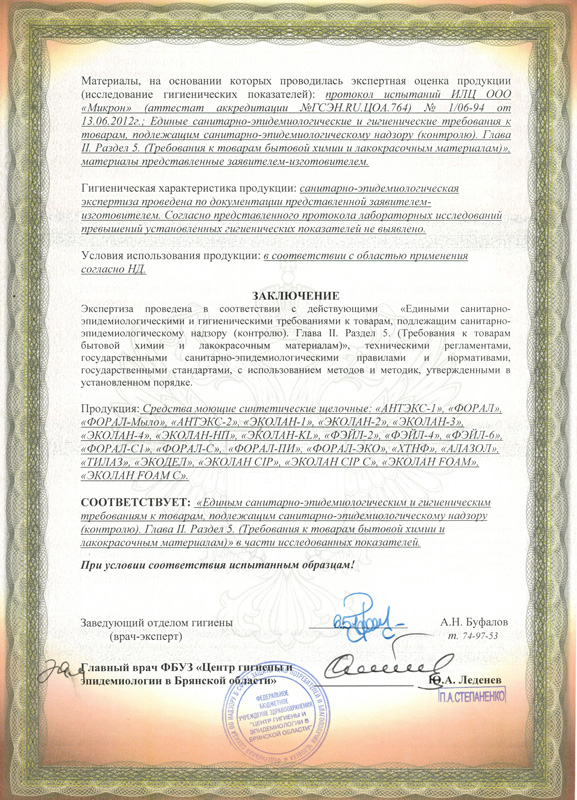 Материалы, на основании которых проводилась экспертная оценка продукции
(исследование гигиенических показателей): протокол испытаний ИЛЦ ООО
«Микрон» (аттестат аккредитации №ГСЭН.RU.ЦОА.764) № 1/06-94 от
13.06.2012г.; Единые санитарно-эпидемиологические и гигиенические требования к
товарам, подлежащим санитарно-эпидемиологическому надзору (контролю). Глава
II. Раздел 5. (Требования к товарам бытовой химии и лакокрасочным материалам)»,
материалы представленные заявителем-изготовителем.
Гигиеническая характеристика продукции: санитарно-эпидемиологическая
экспертиза проведена по документации представленной заявителем-
изготовителем. Согласно представленного протокола лабораторных исследований
превышений установленных гигиенических показателей не выявлено.
Условия использования продукции: в соответствии с областью применения
согласно НД.
ЗАКЛЮЧЕНИЕ
Экспертиза проведена в соответствии с действующими «Едиными санитарно-
эпидемиологическими и гигиеническими требованиями к товарам, подлежащим санитарно-
эпидемиологическому надзору (контролю). Глава II. Раздел 5. (Требования к товарам
бытовой химии и лакокрасочным материалам)», техническими регламентами,
государственными санитарно-эпидемиологическими правилами и нормативами,
государственными стандартами, с использованием методов и методик, утвержденными в
установленном порядке.
Продукция: Средства моющие синтетические щелочные: «АНТЭКС-1», «ФОРАЛ»,
«ФОРАЛ-Мыло», «АНТЭКС-2», «ЭКОЛАН-1», «ЭКОЛАН-2», «ЭКОЛАН-3»,
«ЭКОЛАН-4», «ЭКОЛАН-НП», «ЭКОЛАН-KL», «ФЭЙЛ-2», «ФЭЙЛ-4», «ФЭЙЛ-6»,
«ФОРАЛ-С1», «ФОРАЛ-С», «ФОРАЛ-ПИ», «ФОРАЛ-ЭКО», «ХТНФ», «АЛАЗОЛ»,
«ТИЛАЗ», «ЭКОДЕЛ», «ЭКОЛАН CIP», «ЭКОЛАН CIP C», «ЭКОЛАН FOAM»,
«ЭКОЛАН FOAM C».
СООТВЕТСТВУЕТ: «Единым санитарно-эпидемиологическим и гигиеническим
требованиям к товарам, подлежащим санитарно-эпидемиологическому надзору
(контролю). Глава II. Раздел 5. (Требования к товарам бытовой химии и
лакокрасочным материалам)» в части исследованных показателей.
При условии соответствия испытанным образцам!
Заведующий отделом гигиены
(врач-эксперт)
А.Н. Буфалов
т. 74-97-53
Главный врач ФБУЗ «Центр гигиены и
эпидемиологии в Брянской области»
Ю.А. Леденев
П.А.СТЕПАНЕНКО
ФЕДЕРАЛЬНОЕ
БЮДЖЕТНОЕ
УЧРЕЖДЕНИЕ ЗДРАВООХРАНЕНИЯ
"ЦЕНТР ГИГИЕНЫ И
ЭПИДЕМИОЛОГИИ В
БРЯНСКОЙ ОБЛАСТИ"